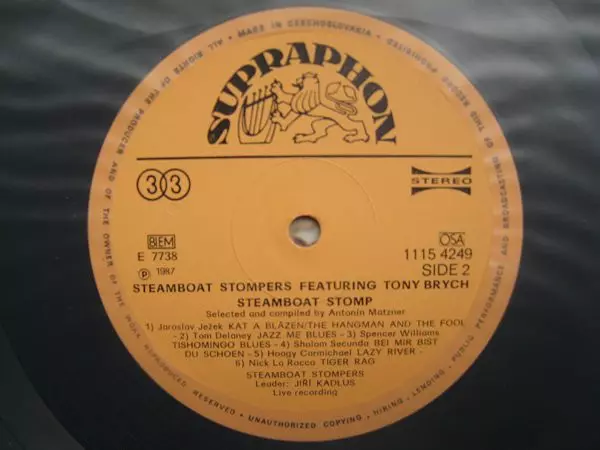 MADE IN CZECHOSLOVAKIA · ALL RIGHTS OF THE PRODUCER AND OF THE OWNER OF THE WORK REPRODUCED RESERVED · UNAUTHORIZED COPYING · HIRING · LENDING · PUBLIC PERFORMANCE AND BROADCASTING OF THIS RECORD PROHIBITED
SUPRAPHON
33
STEREO
BIEM
OSA
E 7738
1115 4249
Ⓟ 1987
SIDE 2
STEAMBOAT STOMPERS FEATURING TONY BRYCH
STEAMBOAT STOMP
Selected and compiled by Antonín Matzner
1) Jaroslav Ježek KAT A BLÁZEN/THE HANGMAN AND THE FOOL
- 2) Tom Delaney JAZZ ME BLUES - 3) Spencer Williams
TISHOMINGO BLUES - 4) Sholom Secunda BEI MIR BIST
DU SCHOEN - 5) Hoagy Carmichael LAZY RIVER -
6) Nick La Rocca TIGER RAG
STEAMBOAT STOMPERS
Leader: JIŘÍ KADLUS
Live recording